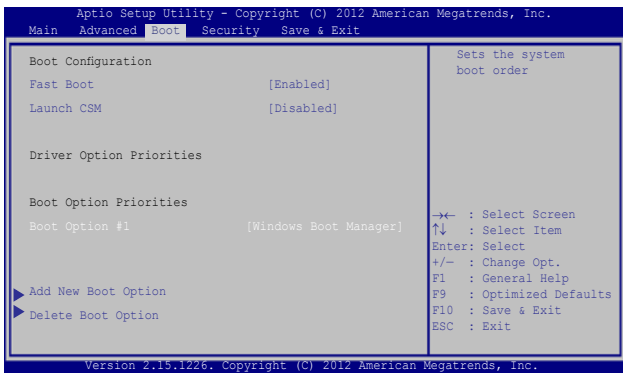 Aptio Setup Utility - Copyright (C) 2012 American Megatrends, Inc.
Main Advanced Boot Security Save & Exit
Boot Configuration
Fast Boot [Enabled]
Launch CSM [Disabled]
Driver Option Priorities
Boot Option Priorities
Boot Option #1 [Windows Boot Manager]
Add New Boot Option
Delete Boot Option
Sets the system
boot order
→← : Select Screen
↑↓ : Select Item
Enter: Select
+/— : Change Opt.
F1 : General Help
F9 : Optimized Defaults
F10 : Save & Exit
ESC : Exit
Version 2.15.1226. Copyright (C) 2012 American Megatrends, Inc.